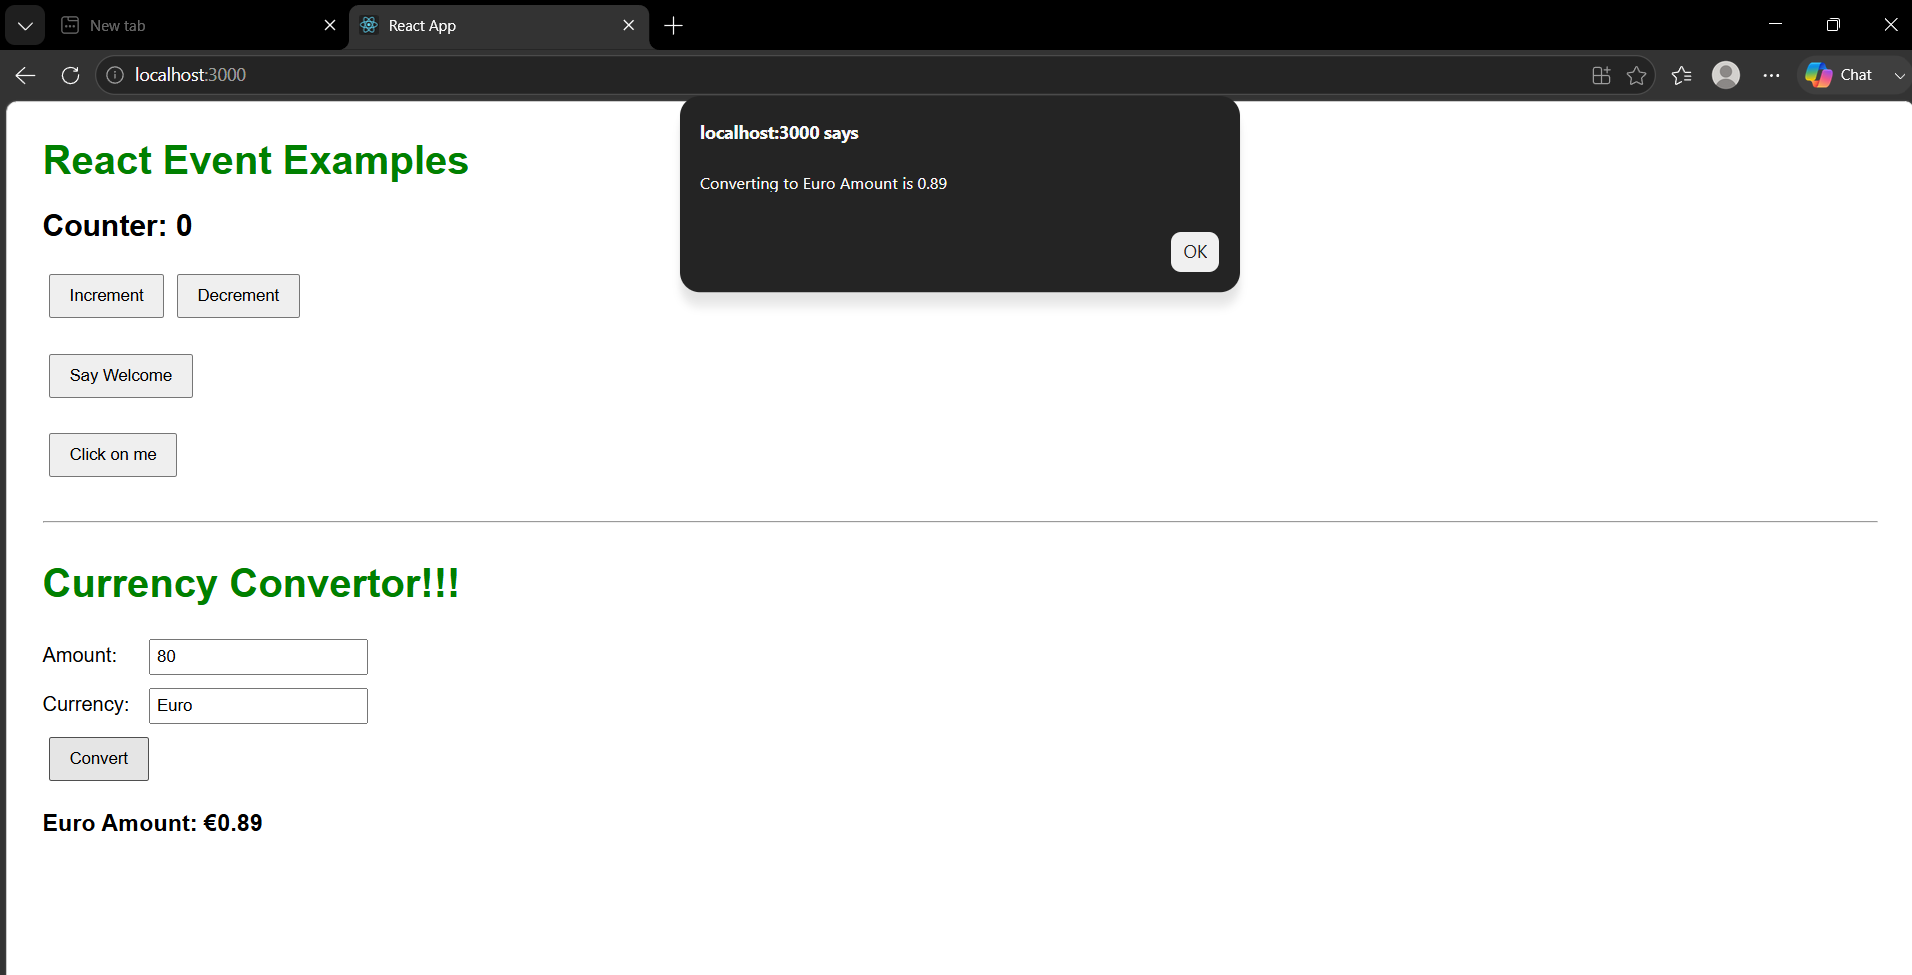 New tab
React App
localhost:3000
Chat
localhost:3000 says
Converting to Euro Amount is 0.89
OK
React Event Examples
Counter: 0
Increment Decrement
Say Welcome
Click on me
Currency Convertor!!!
Amount: 80
Currency: Euro
Convert
Euro Amount: €0.89